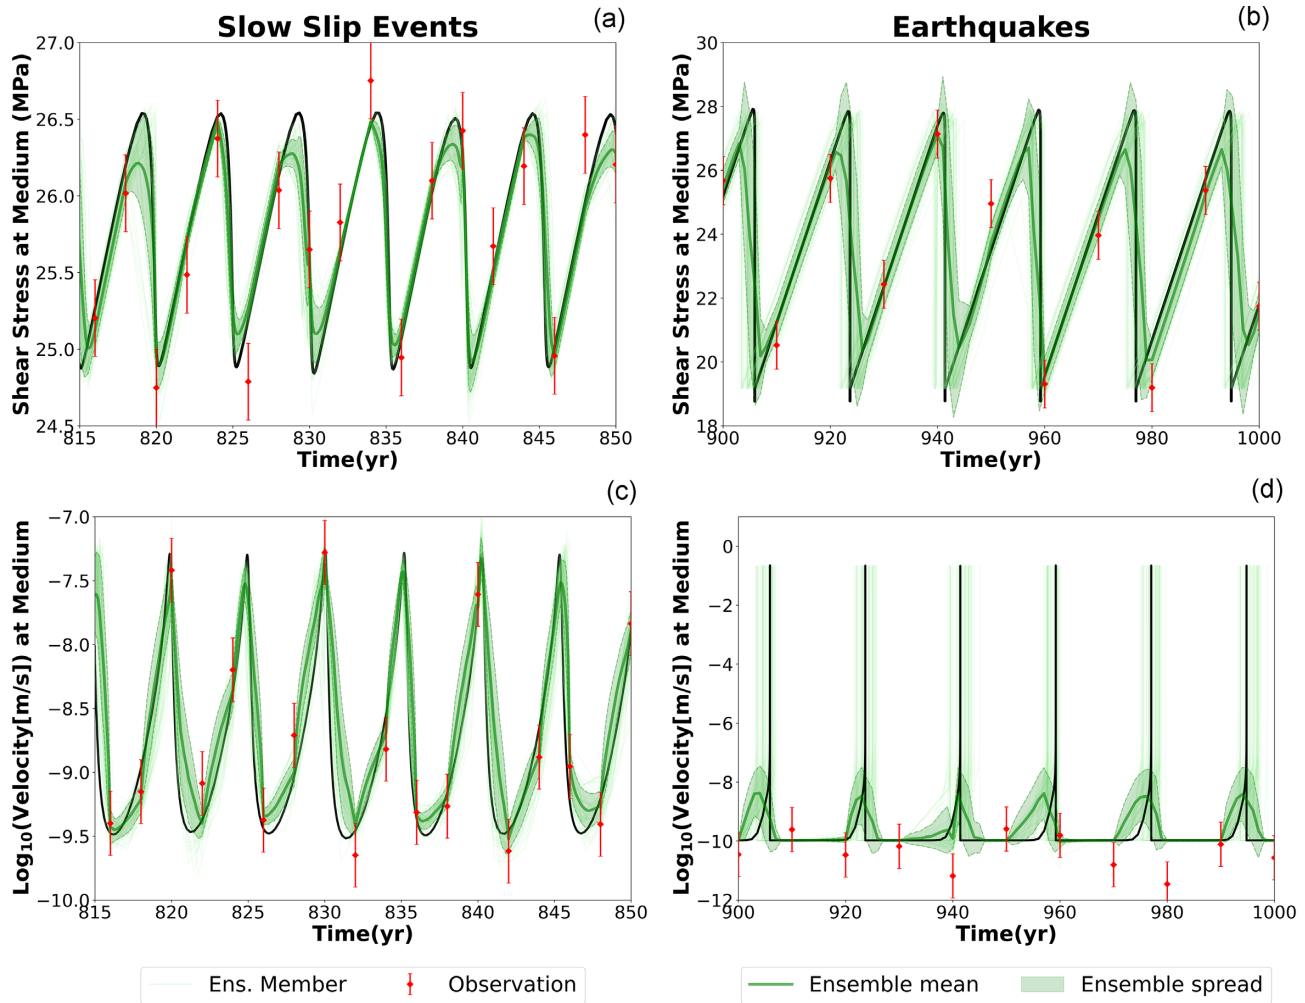 Slow Slip Events
(a)
Shear Stress at Medium (MPa)
27.0
26.5
26.0
25.5
25.0
24.5
815 820 825 830 835 840 845 850
Time(yr)
Earthquakes
(b)
Shear Stress at Medium (MPa)
30
28
26
24
22
20
18
900 920 940 960 980 1000
Time(yr)
(c)
Log10(Velocity[m/s]) at Medium
−7.0
−7.5
−8.0
−8.5
−9.0
−9.5
−10.0
815 820 825 830 835 840 845 850
Time(yr)
(d)
Log10(Velocity[m/s]) at Medium
0
−2
−4
−6
−8
−10
−12
900 920 940 960 980 1000
Time(yr)
Ens. Member Observation
Ensemble mean Ensemble spread